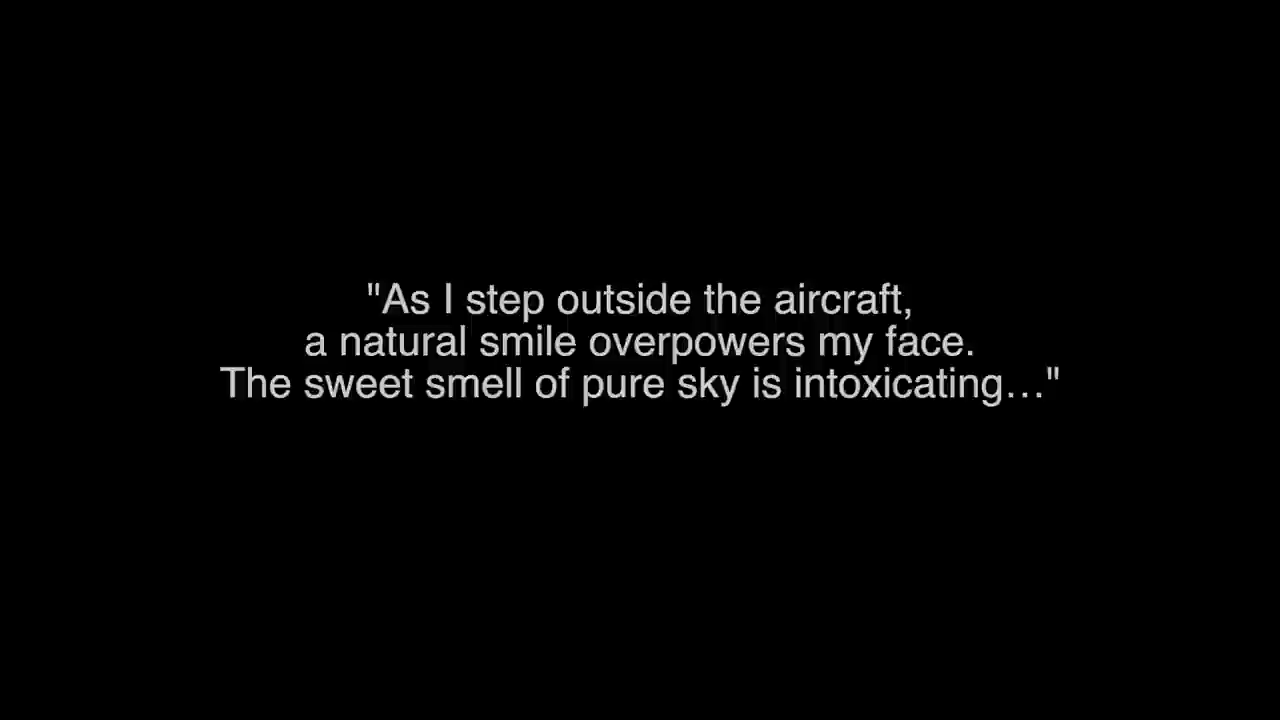 "As I step outside the aircraft,
a natural smile overpowers my face.
The sweet smell of pure sky is intoxicating…"